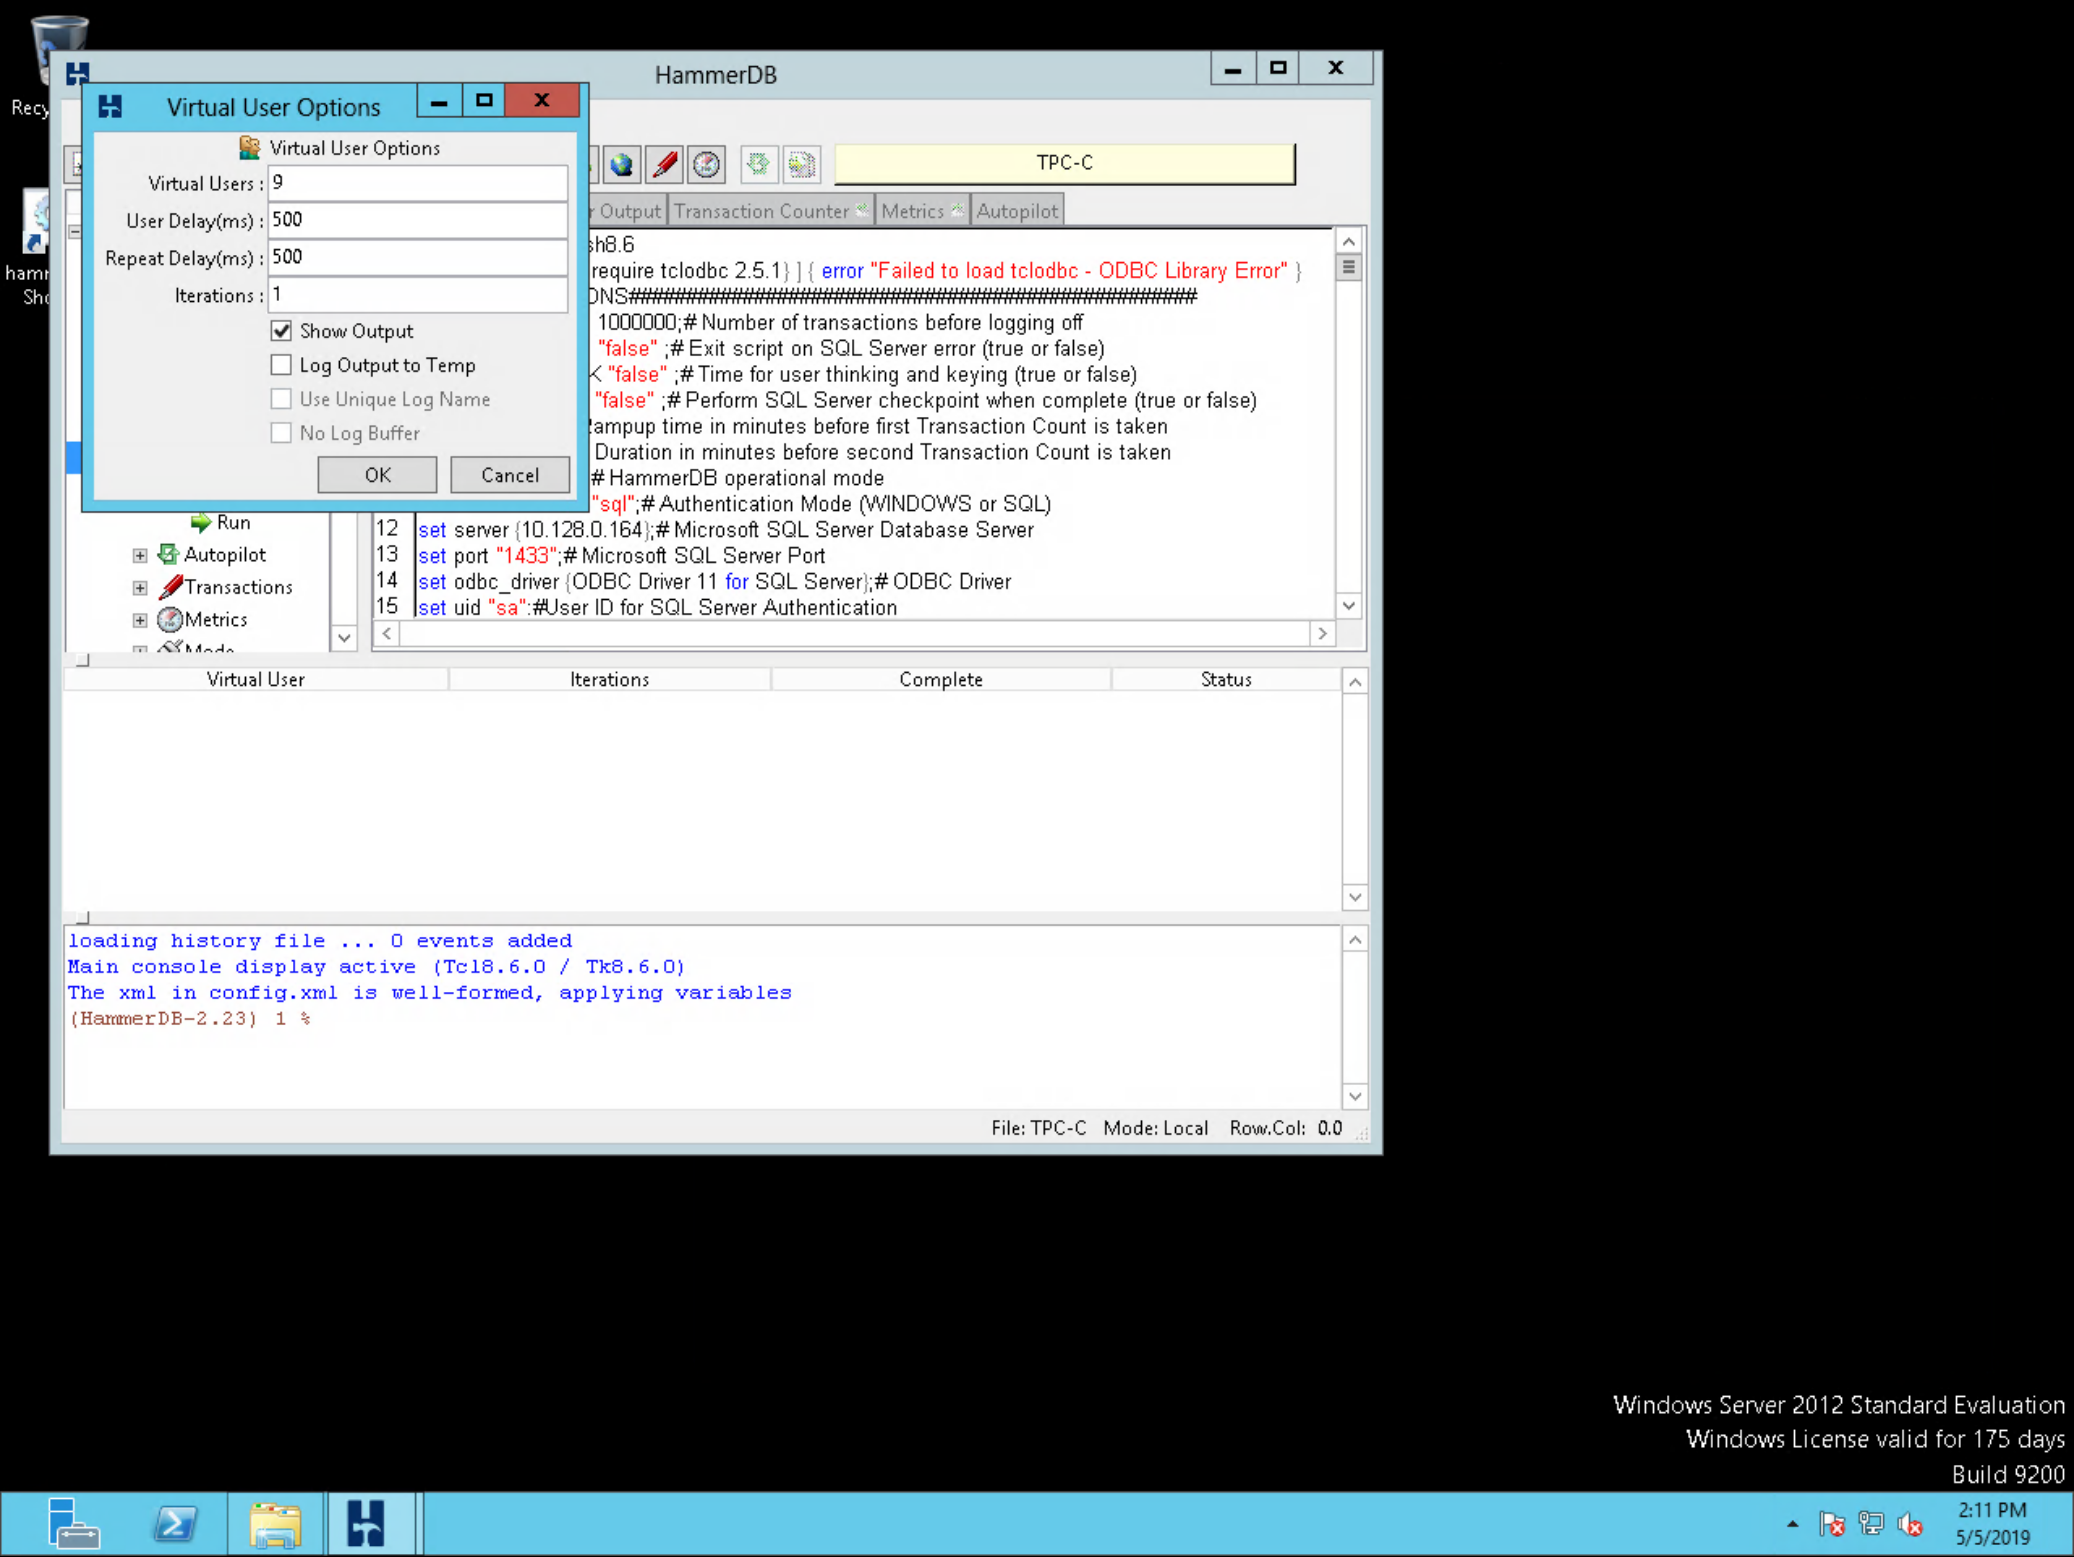 Recy
HammerDB
Virtual User Options
Virtual User Options
Virtual Users : 9
User Delay(ms) : 500
Repeat Delay(ms) : 500
Iterations : 1
Show Output
Log Output to Temp
Use Unique Log Name
No Log Buffer
OK Cancel
TPC-C
r Output Transaction Counter Metrics Autopilot
hamr
Sho
sh8.6
require tclodbc 2.5.1} ] { error "Failed to load tclodbc - ODBC Library Error" }
ONS############################################################
1000000;# Number of transactions before logging off
"false" ;# Exit script on SQL Server error (true or false)
K "false" ;# Time for user thinking and keying (true or false)
"false" ;# Perform SQL Server checkpoint when complete (true or false)
Rampup time in minutes before first Transaction Count is taken
Duration in minutes before second Transaction Count is taken
# HammerDB operational mode
"sql";# Authentication Mode (WINDOWS or SQL)
12 set server {10.128.0.164};# Microsoft SQL Server Database Server
13 set port "1433";# Microsoft SQL Server Port
14 set odbc_driver {ODBC Driver 11 for SQL Server};# ODBC Driver
15 set uid "sa";#User ID for SQL Server Authentication
Run
Autopilot
Transactions
Metrics
Mode
Virtual User Iterations Complete Status
loading history file ... 0 events added
Main console display active (Tcl8.6.0 / Tk8.6.0)
The xml in config.xml is well-formed, applying variables
(HammerDB-2.23) 1 %
File: TPC-C Mode: Local Row.Col: 0.0
Windows Server 2012 Standard Evaluation
Windows License valid for 175 days
Build 9200
2:11 PM
5/5/2019